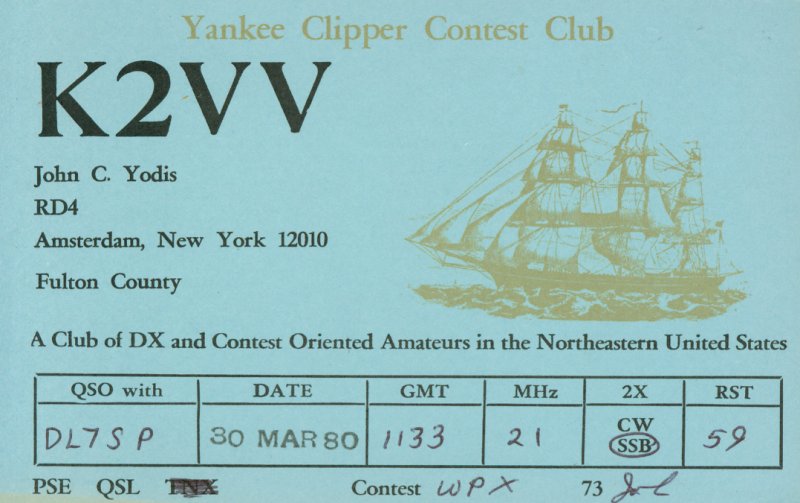 Yankee Clipper Contest Club
K2VV
John C. Yodis
RD4
Amsterdam, New York 12010
Fulton County
A Club of DX and Contest Oriented Amateurs in the Northeastern United States
QSO with DATE GMT MHz 2X RST
DL7SP 30 MAR 80 1133 21 CW SSB 59
PSE QSL TNX Contest WPX 73